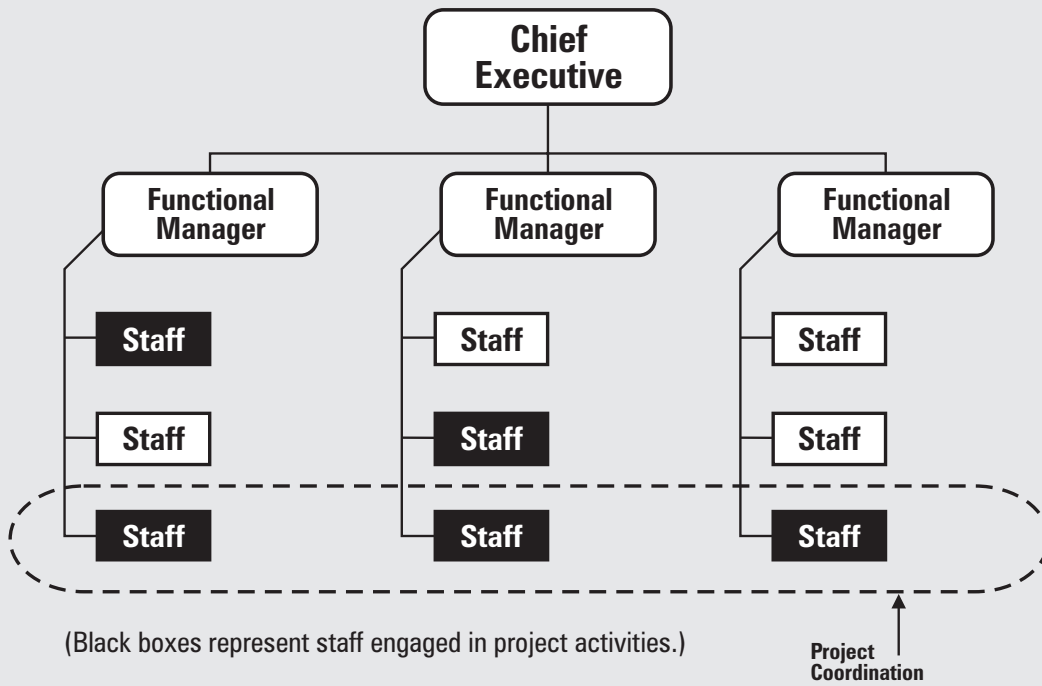 Chief
Executive
Functional
Manager
Functional
Manager
Functional
Manager
Staff
Staff
Staff
Staff
Staff
Staff
Staff
Staff
Staff
(Black boxes represent staff engaged in project activities.)
Project
Coordination